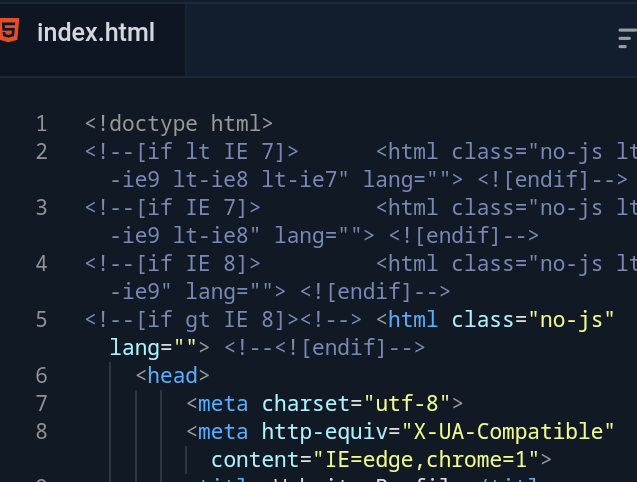 index.html
1 <!doctype html>
2 <!--[if lt IE 7]> <html class="no-js lt
-ie9 lt-ie8 lt-ie7" lang=""> <![endif]-->
3 <!--[if IE 7]> <html class="no-js lt
-ie9 lt-ie8" lang=""> <![endif]-->
4 <!--[if IE 8]> <html class="no-js lt
-ie9" lang=""> <![endif]-->
5 <!--[if gt IE 8]><!--> <html class="no-js"
lang=""> <!--<![endif]-->
6 <head>
7 <meta charset="utf-8">
8 <meta http-equiv="X-UA-Compatible"
content="IE=edge,chrome=1">